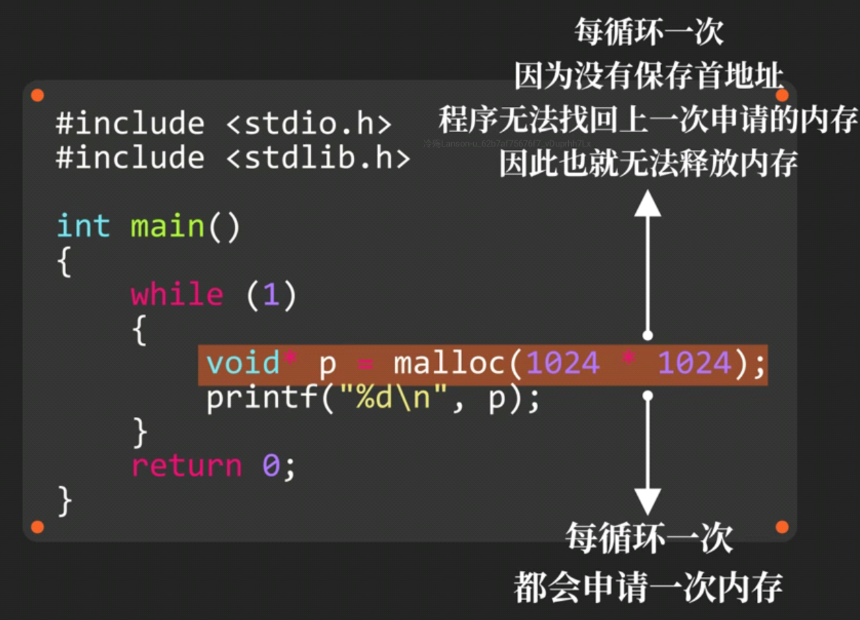 每循环一次
因为没有保存首地址
程序无法找回上一次申请的内存
因此也就无法释放内存
#include <stdio.h>
#include <stdlib.h>
int main()
{
while (1)
{
void* p = malloc(1024 * 1024);
printf("%d\n", p);
}
return 0;
}
每循环一次
都会申请一次内存